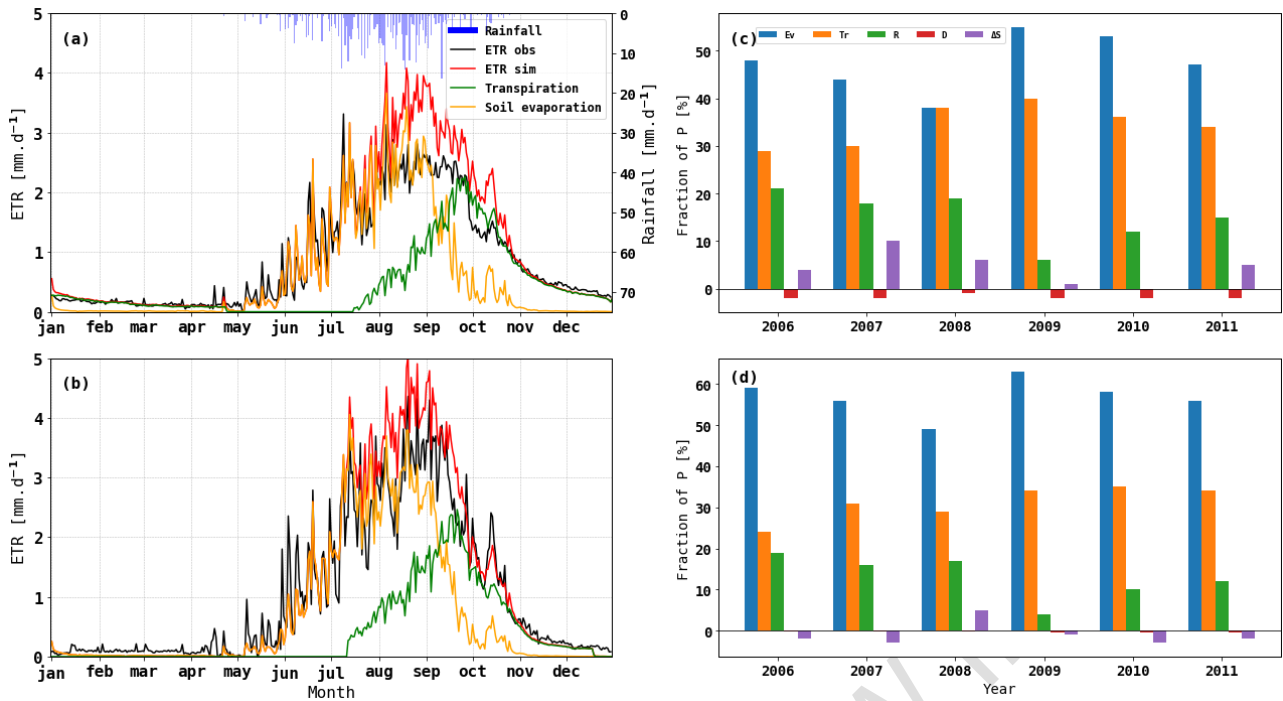 (a)
Rainfall
ETR obs
ETR sim
Transpiration
Soil evaporation
ETR [mm.d⁻¹]
5
4
3
2
1
0
Rainfall [mm.d⁻¹]
0
10
20
30
40
50
60
70
jan feb mar apr may jun jul aug sep oct nov dec
(c)
Ev Tr R D ΔS
Fraction of P [%]
50
40
30
20
10
0
2006 2007 2008 2009 2010 2011
(b)
ETR [mm.d⁻¹]
5
4
3
2
1
0
jan feb mar apr may jun jul aug sep oct nov dec
Month
(d)
Fraction of P [%]
60
50
40
30
20
10
0
2006 2007 2008 2009 2010 2011
Year